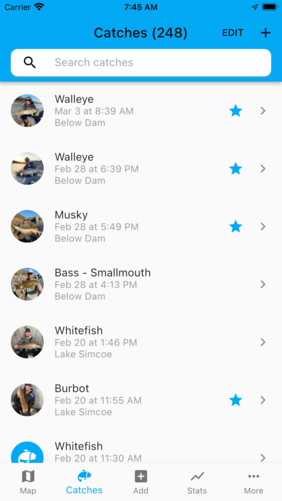 Carrier 7:45 AM
Catches (248) EDIT
Search catches
Walleye
Mar 3 at 8:39 AM
Below Dam
Walleye
Feb 28 at 6:39 PM
Below Dam
Musky
Feb 28 at 5:49 PM
Below Dam
Bass - Smallmouth
Feb 28 at 4:13 PM
Below Dam
Whitefish
Feb 20 at 1:46 PM
Lake Simcoe
Burbot
Feb 20 at 11:55 AM
Lake Simcoe
Whitefish
Feb 20 at 11:30 AM
Map Catches Add Stats More